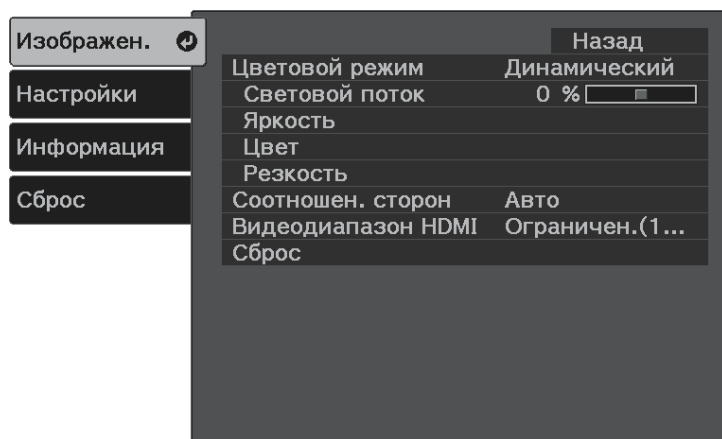 Изображен.
Настройки
Информация
Сброс
Назад
Цветовой режим Динамический
Световой поток 0 %
Яркость
Цвет
Резкость
Соотношен. сторон Авто
Видеодиапазон HDMI Ограничен.(1...
Сброс